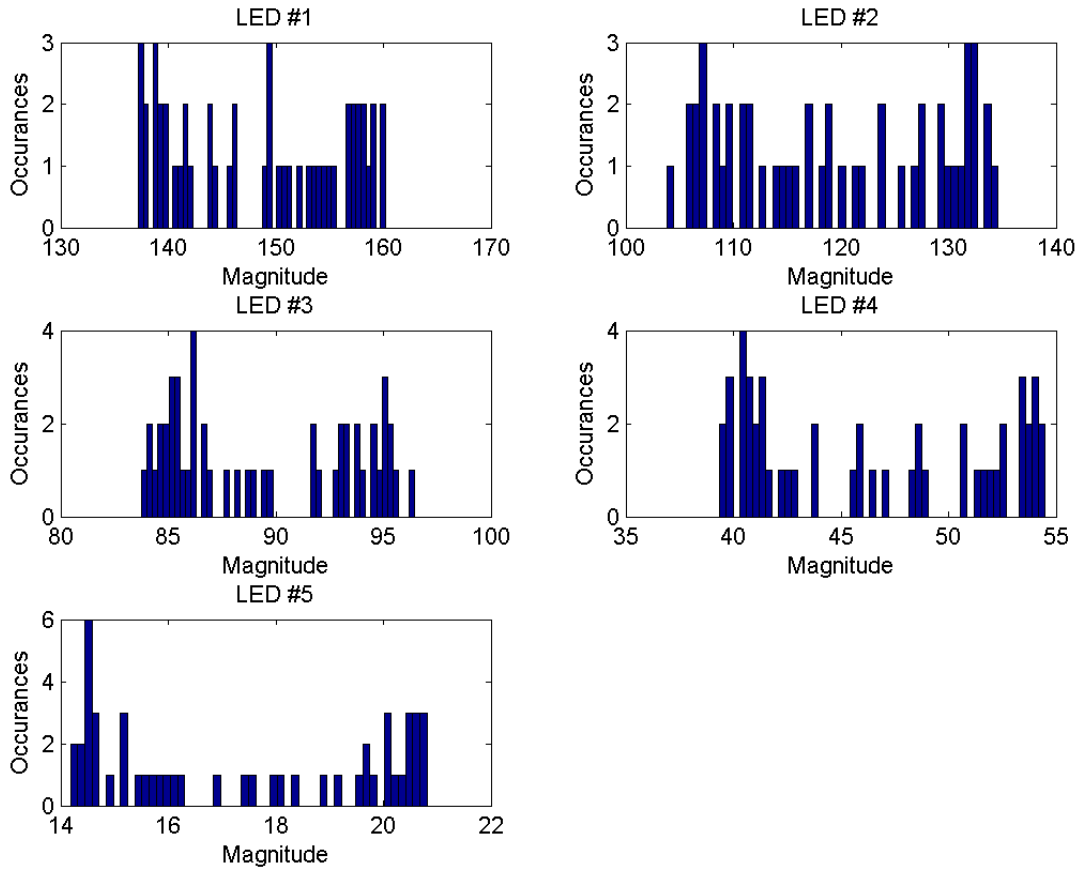 LED #1
3
2
1
0
Occurances
130
140
150
160
170
Magnitude
LED #2
3
2
1
0
Occurances
100
110
120
130
140
Magnitude
LED #3
4
2
0
Occurances
80
85
90
95
100
Magnitude
LED #4
4
2
0
Occurances
35
40
45
50
55
Magnitude
LED #5
6
4
2
0
Occurances
14
16
18
20
22
Magnitude